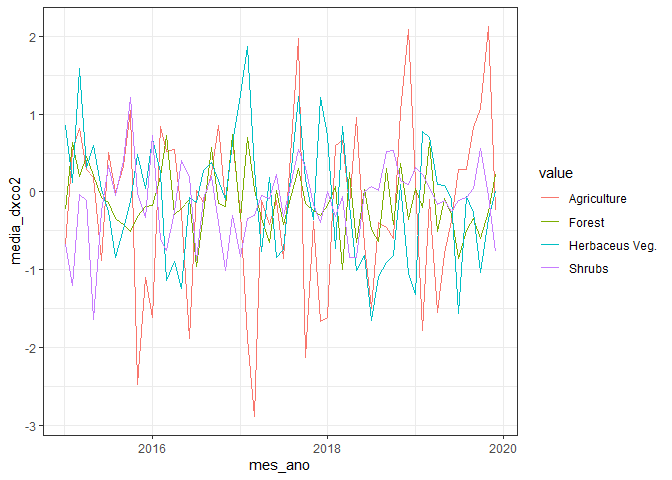 2
1
0
-1
-2
-3
media_dxco2
2016
2018
2020
mes_ano
value
Agriculture
Forest
Herbaceus Veg.
Shrubs